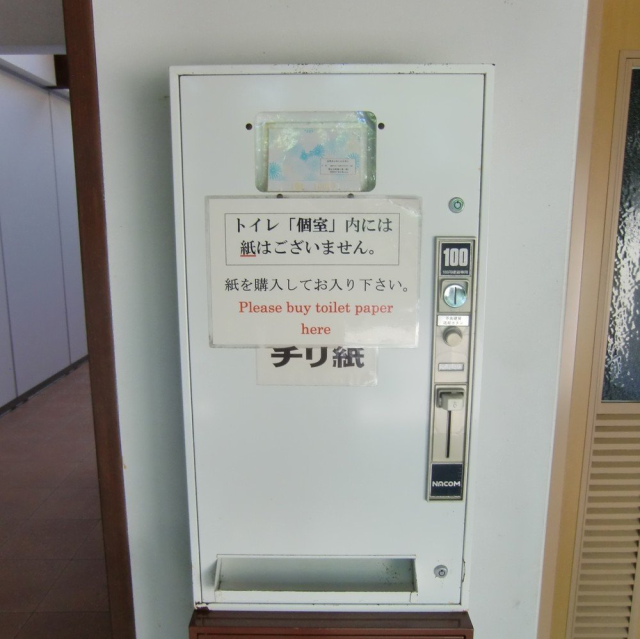 トイレ「個室」内には
紙はございません。
紙を購入してお入り下さい。
Please buy toilet paper
here
チリ紙
100
NACOM